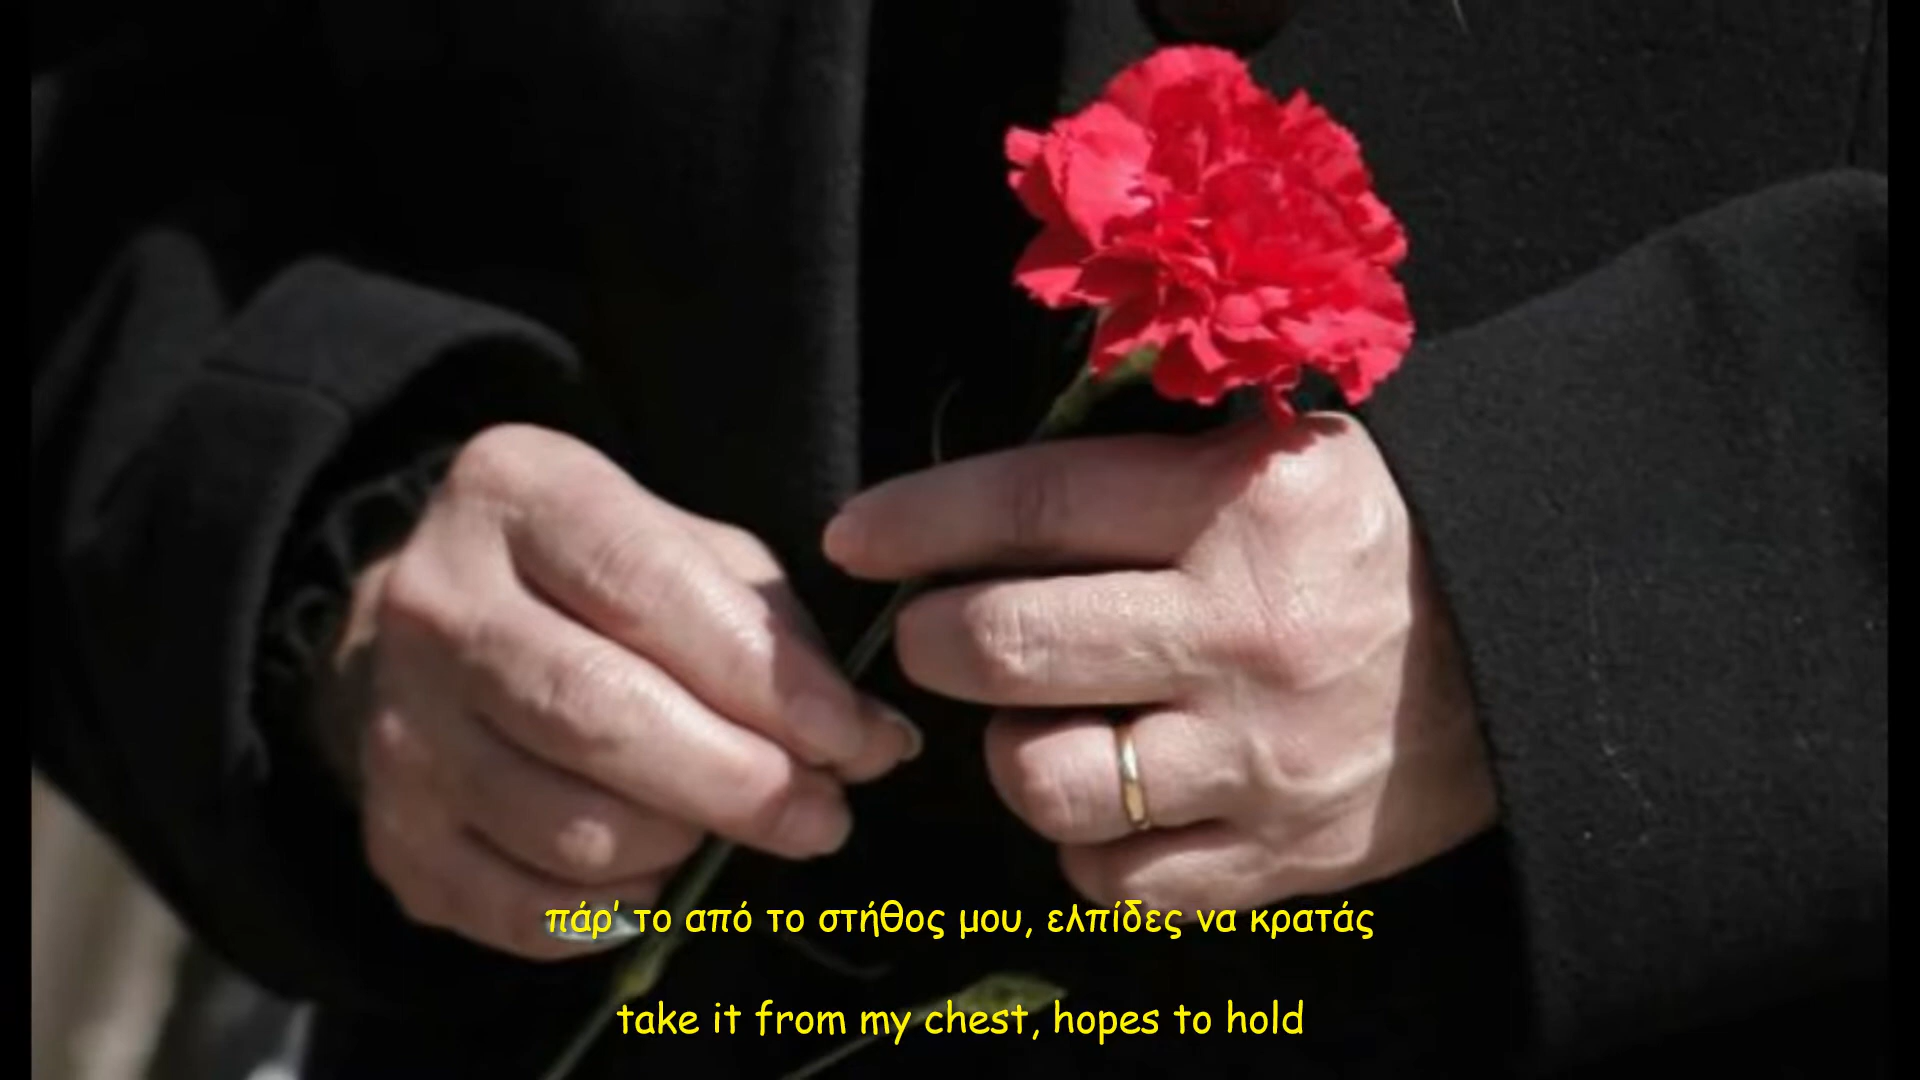 πάρ' το από το στήθος μου, ελπίδες να κρατάς
take it from my chest, hopes to hold